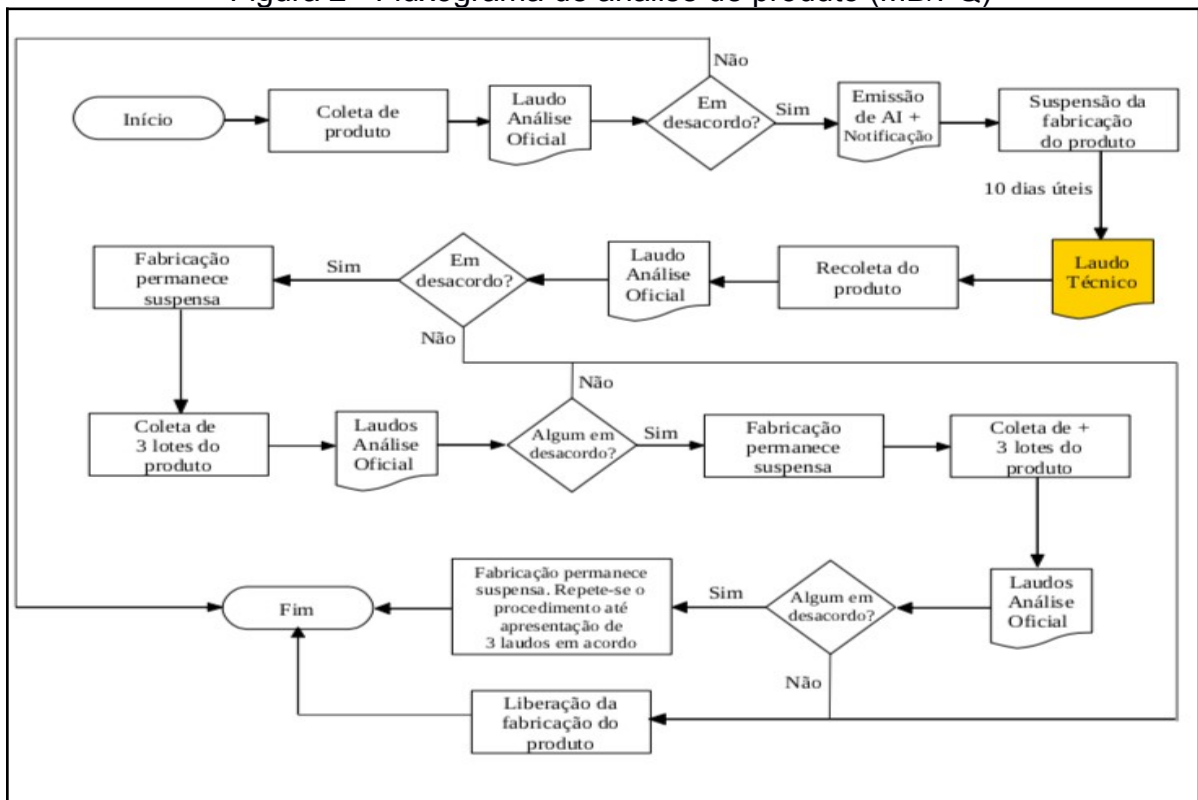 Início
Coleta de
produto
Laudo
Análise
Oficial
Em
desacordo?
Não
Sim
Emissão
de AI +
Notificação
Suspensão da
fabricação
do produto
10 dias úteis
Laudo
Técnico
Recoleta do
produto
Laudo
Análise
Oficial
Em
desacordo?
Sim
Não
Fabricação
permanece
suspensa
Coleta de
3 lotes do
produto
Laudos
Análise
Oficial
Algum em
desacordo?
Não
Sim
Fabricação
permanece
suspensa
Coleta de +
3 lotes do
produto
Laudos
Análise
Oficial
Algum em
desacordo?
Sim
Não
Fabricação permanece
suspensa. Repete-se o
procedimento até
apresentação de
3 laudos em acordo
Liberação da
fabricação do
produto
Fim